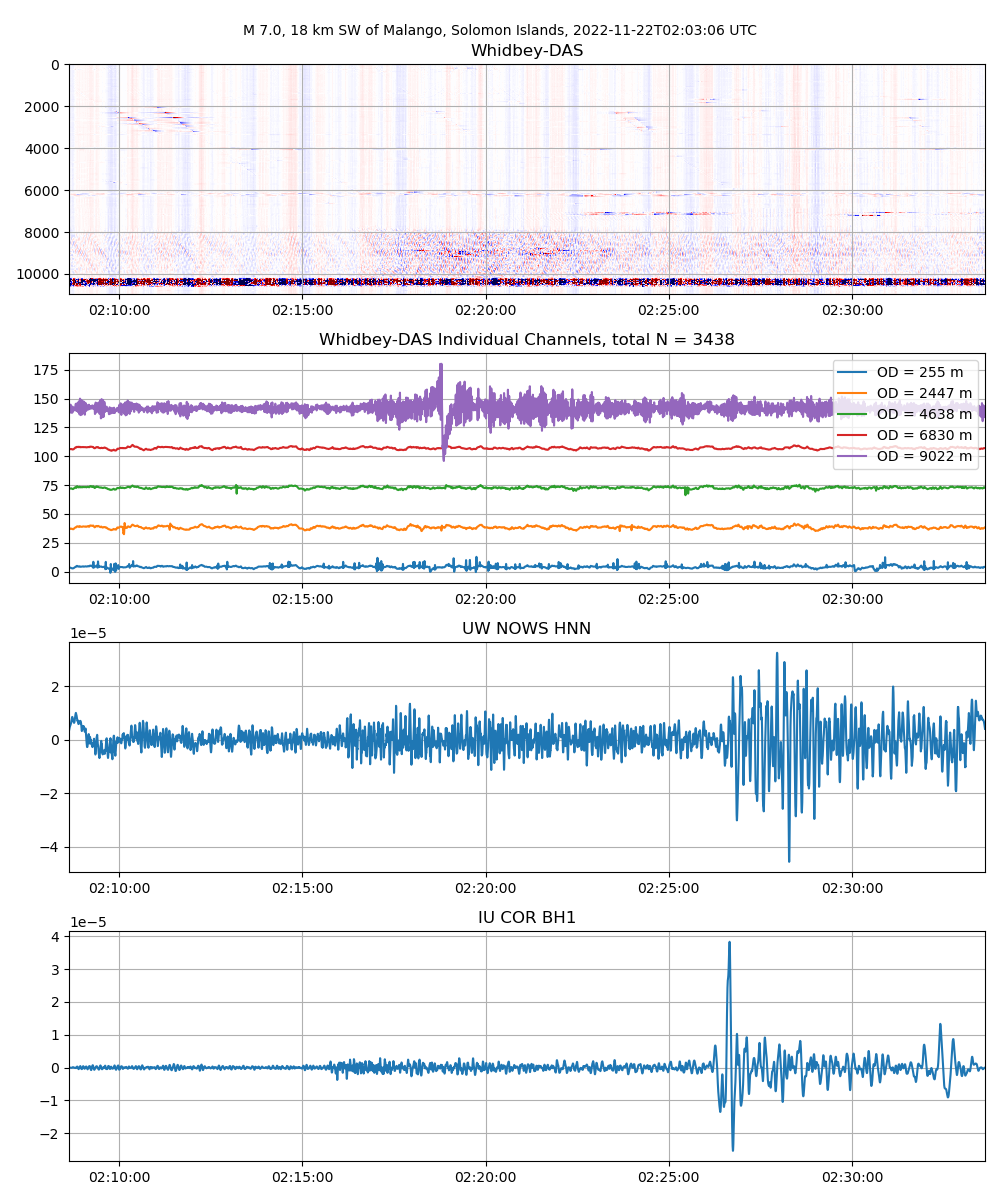 M 7.0, 18 km SW of Malango, Solomon Islands, 2022-11-22T02:03:06 UTC
Whidbey-DAS
0
2000
4000
6000
8000
10000
02:10:00 02:15:00 02:20:00 02:25:00 02:30:00
Whidbey-DAS Individual Channels, total N = 3438
175
150
125
100
75
50
25
0
OD = 255 m
OD = 2447 m
OD = 4638 m
OD = 6830 m
OD = 9022 m
02:10:00 02:15:00 02:20:00 02:25:00 02:30:00
UW NOWS HNN
1e−5
2
0
−2
−4
02:10:00 02:15:00 02:20:00 02:25:00 02:30:00
IU COR BH1
1e−5
4
3
2
1
0
−1
−2
02:10:00 02:15:00 02:20:00 02:25:00 02:30:00